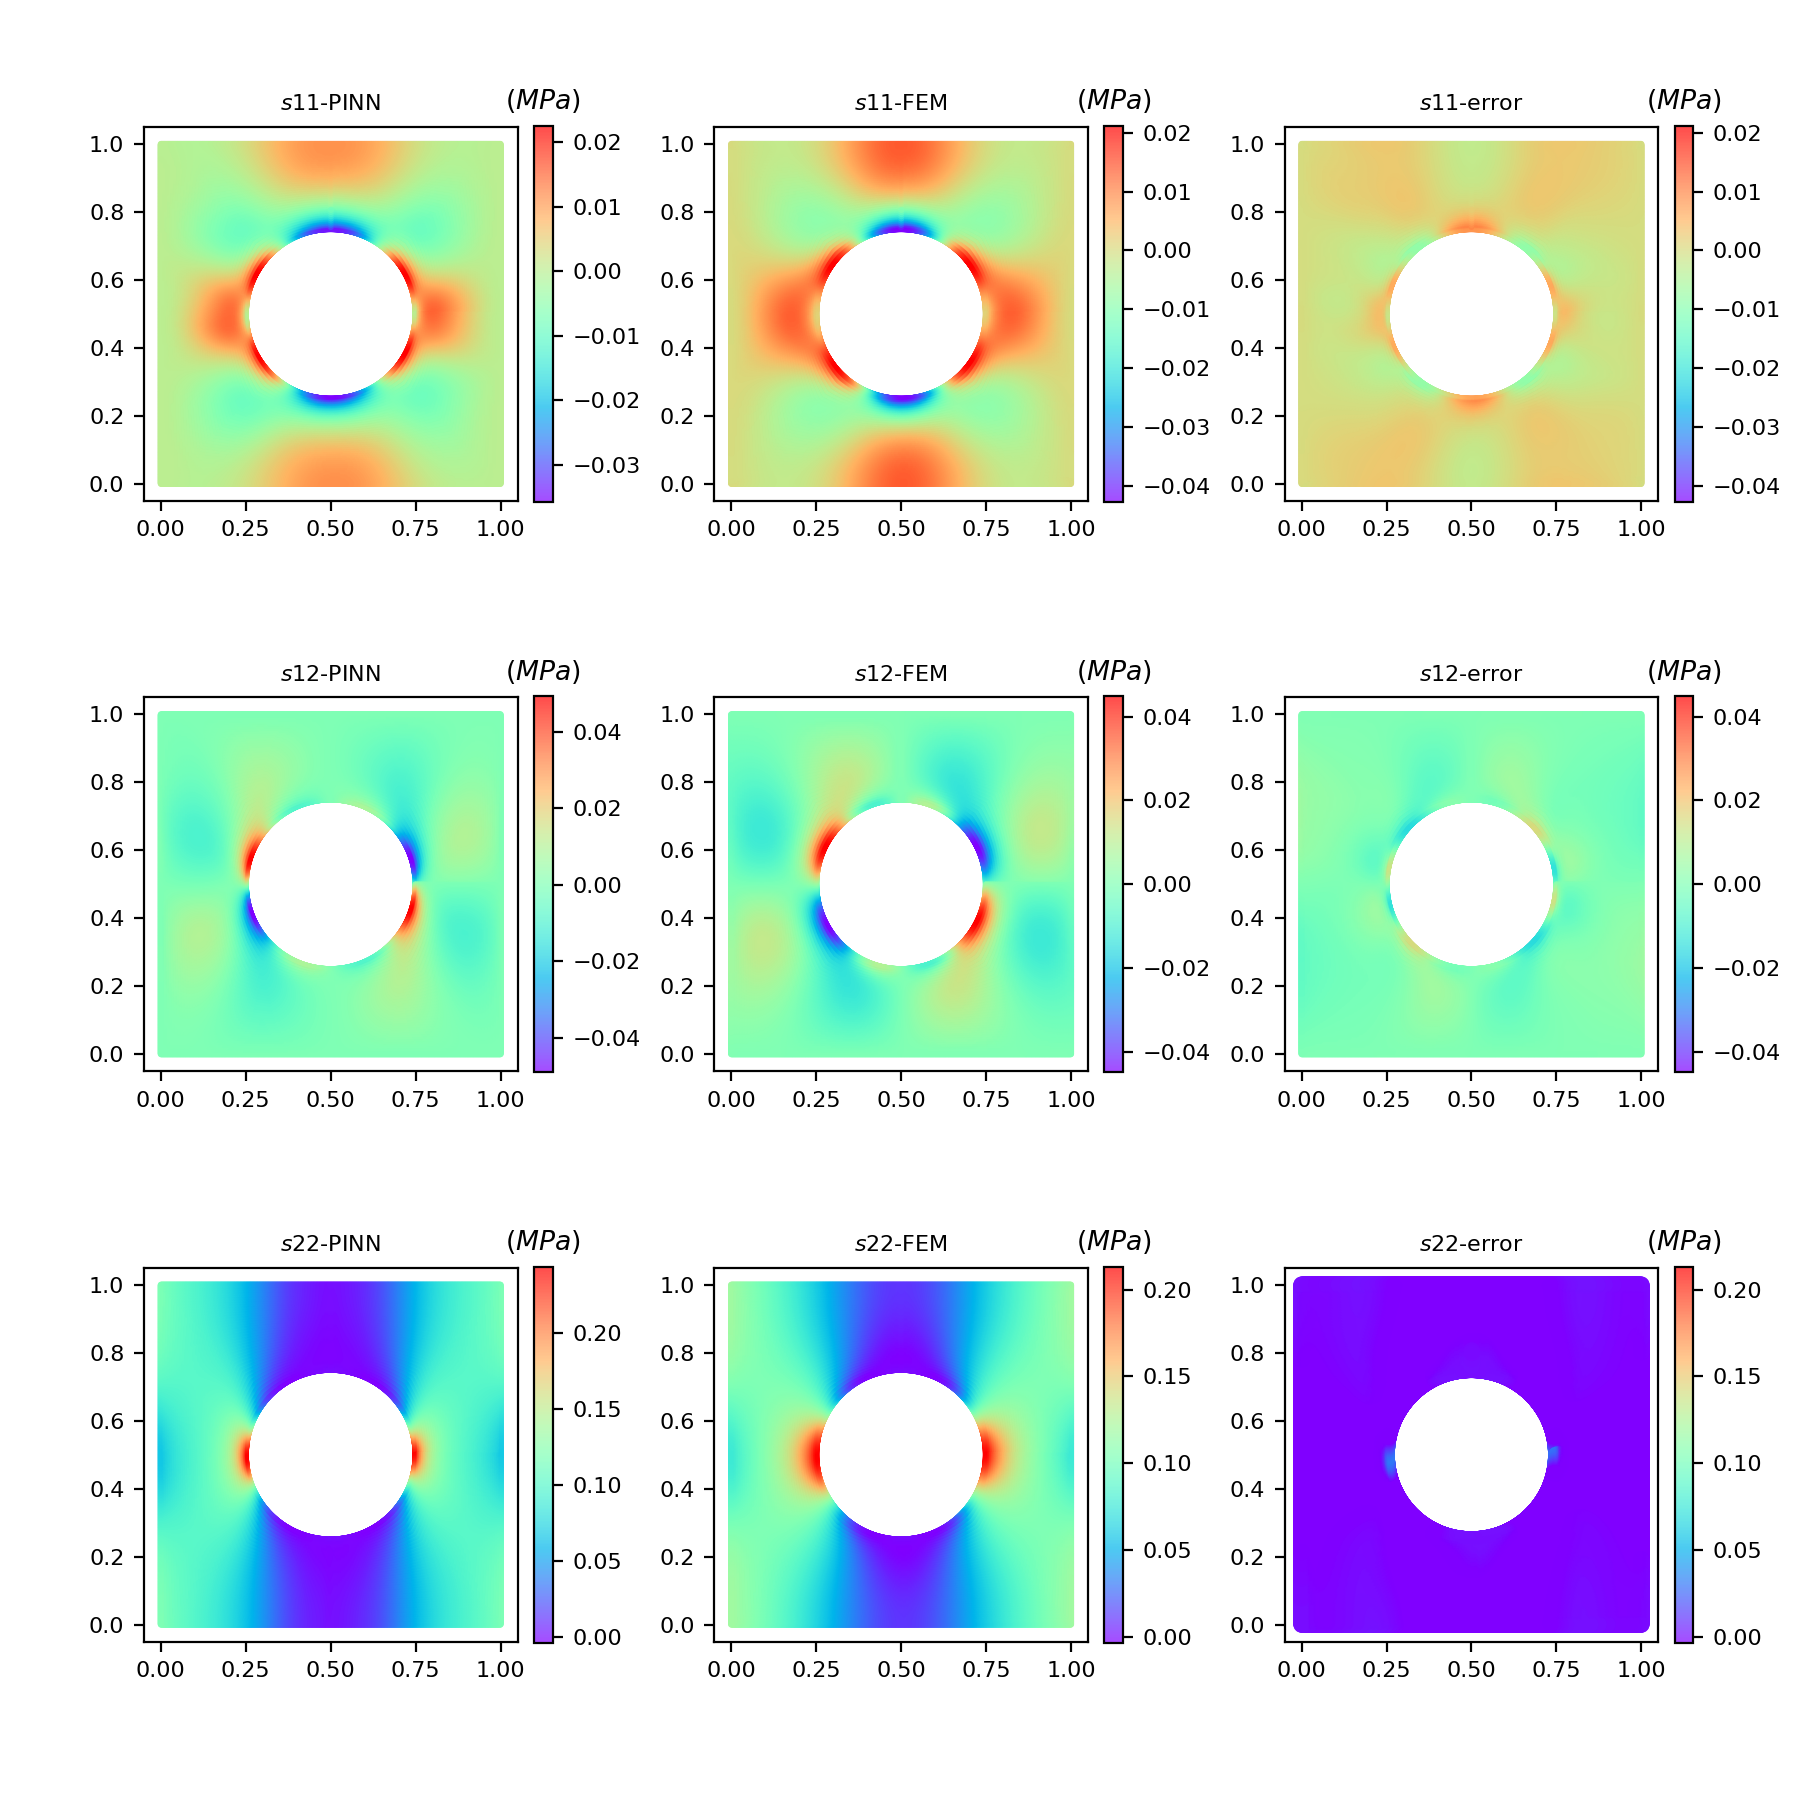 s11-PINN (MPa) s11-FEM (MPa) s11-error (MPa)
1.0 0.02 1.0 0.02 1.0 0.02
0.8 0.01 0.8 0.01 0.8 0.01
0.6 0.00 0.6 0.00 0.6 0.00
0.4 −0.01 0.4 −0.01 0.4 −0.01
0.2 −0.02 0.2 −0.02 0.2 −0.02
0.0 −0.03 0.0 −0.03 0.0 −0.03
−0.04 −0.04
0.00 0.25 0.50 0.75 1.00 0.00 0.25 0.50 0.75 1.00 0.00 0.25 0.50 0.75 1.00
s12-PINN (MPa) s12-FEM (MPa) s12-error (MPa)
1.0 0.04 1.0 0.04 1.0 0.04
0.8 0.02 0.8 0.02 0.8 0.02
0.6 0.00 0.6 0.00 0.6 0.00
0.4 −0.02 0.4 −0.02 0.4 −0.02
0.2 −0.04 0.2 −0.04 0.2 −0.04
0.0 0.0 0.0
0.00 0.25 0.50 0.75 1.00 0.00 0.25 0.50 0.75 1.00 0.00 0.25 0.50 0.75 1.00
s22-PINN (MPa) s22-FEM (MPa) s22-error (MPa)
1.0 0.20 1.0 0.20 1.0 0.20
0.8 0.15 0.8 0.15 0.8 0.15
0.6 0.10 0.6 0.10 0.6 0.10
0.4 0.05 0.4 0.05 0.4 0.05
0.2 0.00 0.2 0.00 0.2 0.00
0.0 0.0 0.0
0.00 0.25 0.50 0.75 1.00 0.00 0.25 0.50 0.75 1.00 0.00 0.25 0.50 0.75 1.00